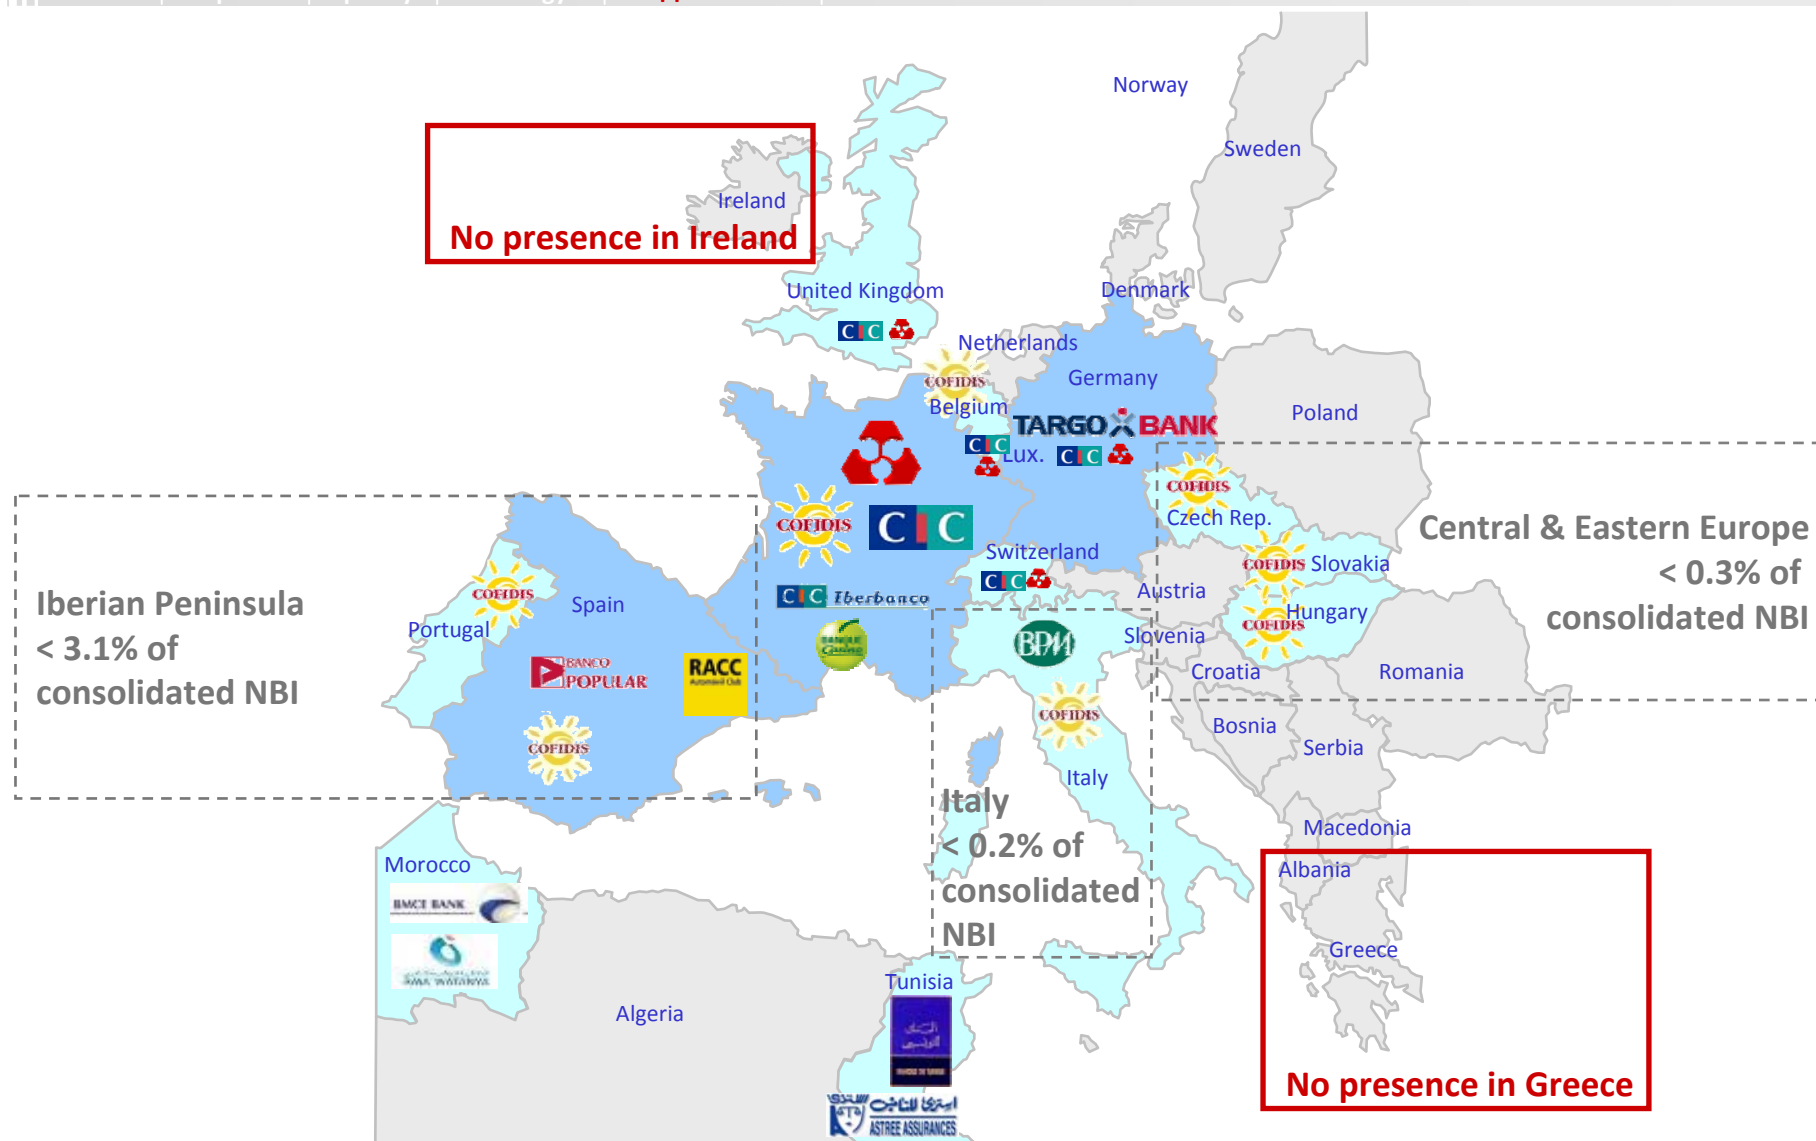 Norway
Sweden
Ireland
No presence in Ireland
United Kingdom
Denmark
CIC
Netherlands
COFIDIS
Germany
Belgium
Poland
TARGO BANK
CIC
Lux.
CIC
COFIDIS
Czech Rep.
COFIDIS
CIC
Central & Eastern Europe
< 0.3% of
consolidated NBI
Switzerland
CIC
COFIDIS
Slovakia
Austria
Iberian Peninsula
< 3.1% of
consolidated NBI
COFIDIS
Spain
Portugal
CIC Iberbanco
COFIDIS
Hungary
BPM
Slovenia
BANCO
POPULAR
RACC
Automòbil Club
Croatia
Romania
COFIDIS
COFIDIS
Bosnia
Serbia
Italy
Italy
< 0.2% of
consolidated
NBI
Macedonia
Albania
Morocco
BMCE BANK
Greece
No presence in Greece
Tunisia
Algeria
ASTREE ASSURANCES